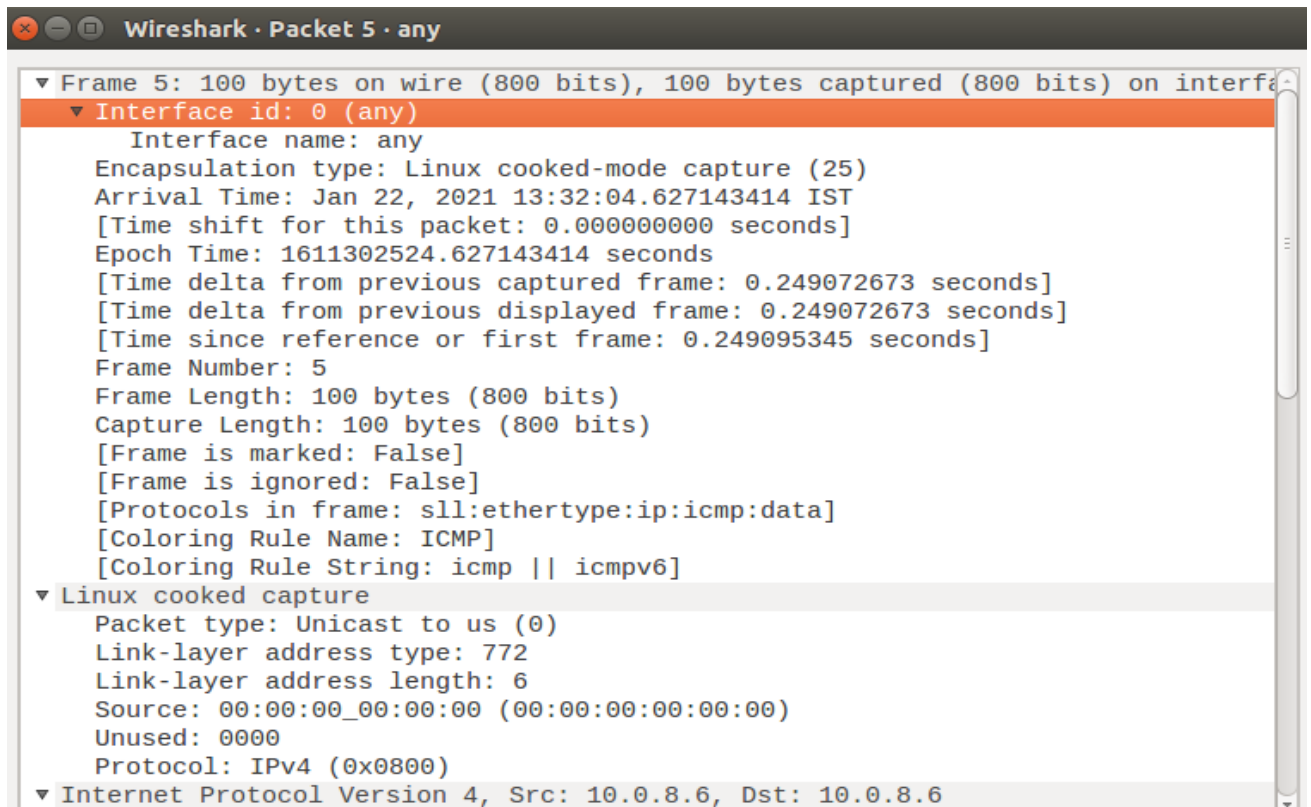 Wireshark · Packet 5 · any
Frame 5: 100 bytes on wire (800 bits), 100 bytes captured (800 bits) on
Interface id: 0 (any)
Interface name: any
Encapsulation type: Linux cooked-mode capture (25)
Arrival Time: Jan 22, 2021 13:32:04.627143414 IST
[Time shift for this packet: 0.000000000 seconds]
Epoch Time: 1611302524.627143414 seconds
[Time delta from previous captured frame: 0.249072673 seconds]
[Time delta from previous displayed frame: 0.249072673 seconds]
[Time since reference or first frame: 0.249095345 seconds]
Frame Number: 5
Frame Length: 100 bytes (800 bits)
Capture Length: 100 bytes (800 bits)
[Frame is marked: False]
[Frame is ignored: False]
[Protocols in frame: sll:ethertype:ip:icmp:data]
[Coloring Rule Name: ICMP]
[Coloring Rule String: icmp || icmpv6]
Linux cooked capture
Packet type: Unicast to us (0)
Link-layer address type: 772
Link-layer address length: 6
Source: 00:00:00_00:00:00 (00:00:00:00:00:00)
Unused: 0000
Protocol: IPv4 (0x0800)
Internet Protocol Version 4, Src: 10.0.8.6, Dst: 10.0.8.6